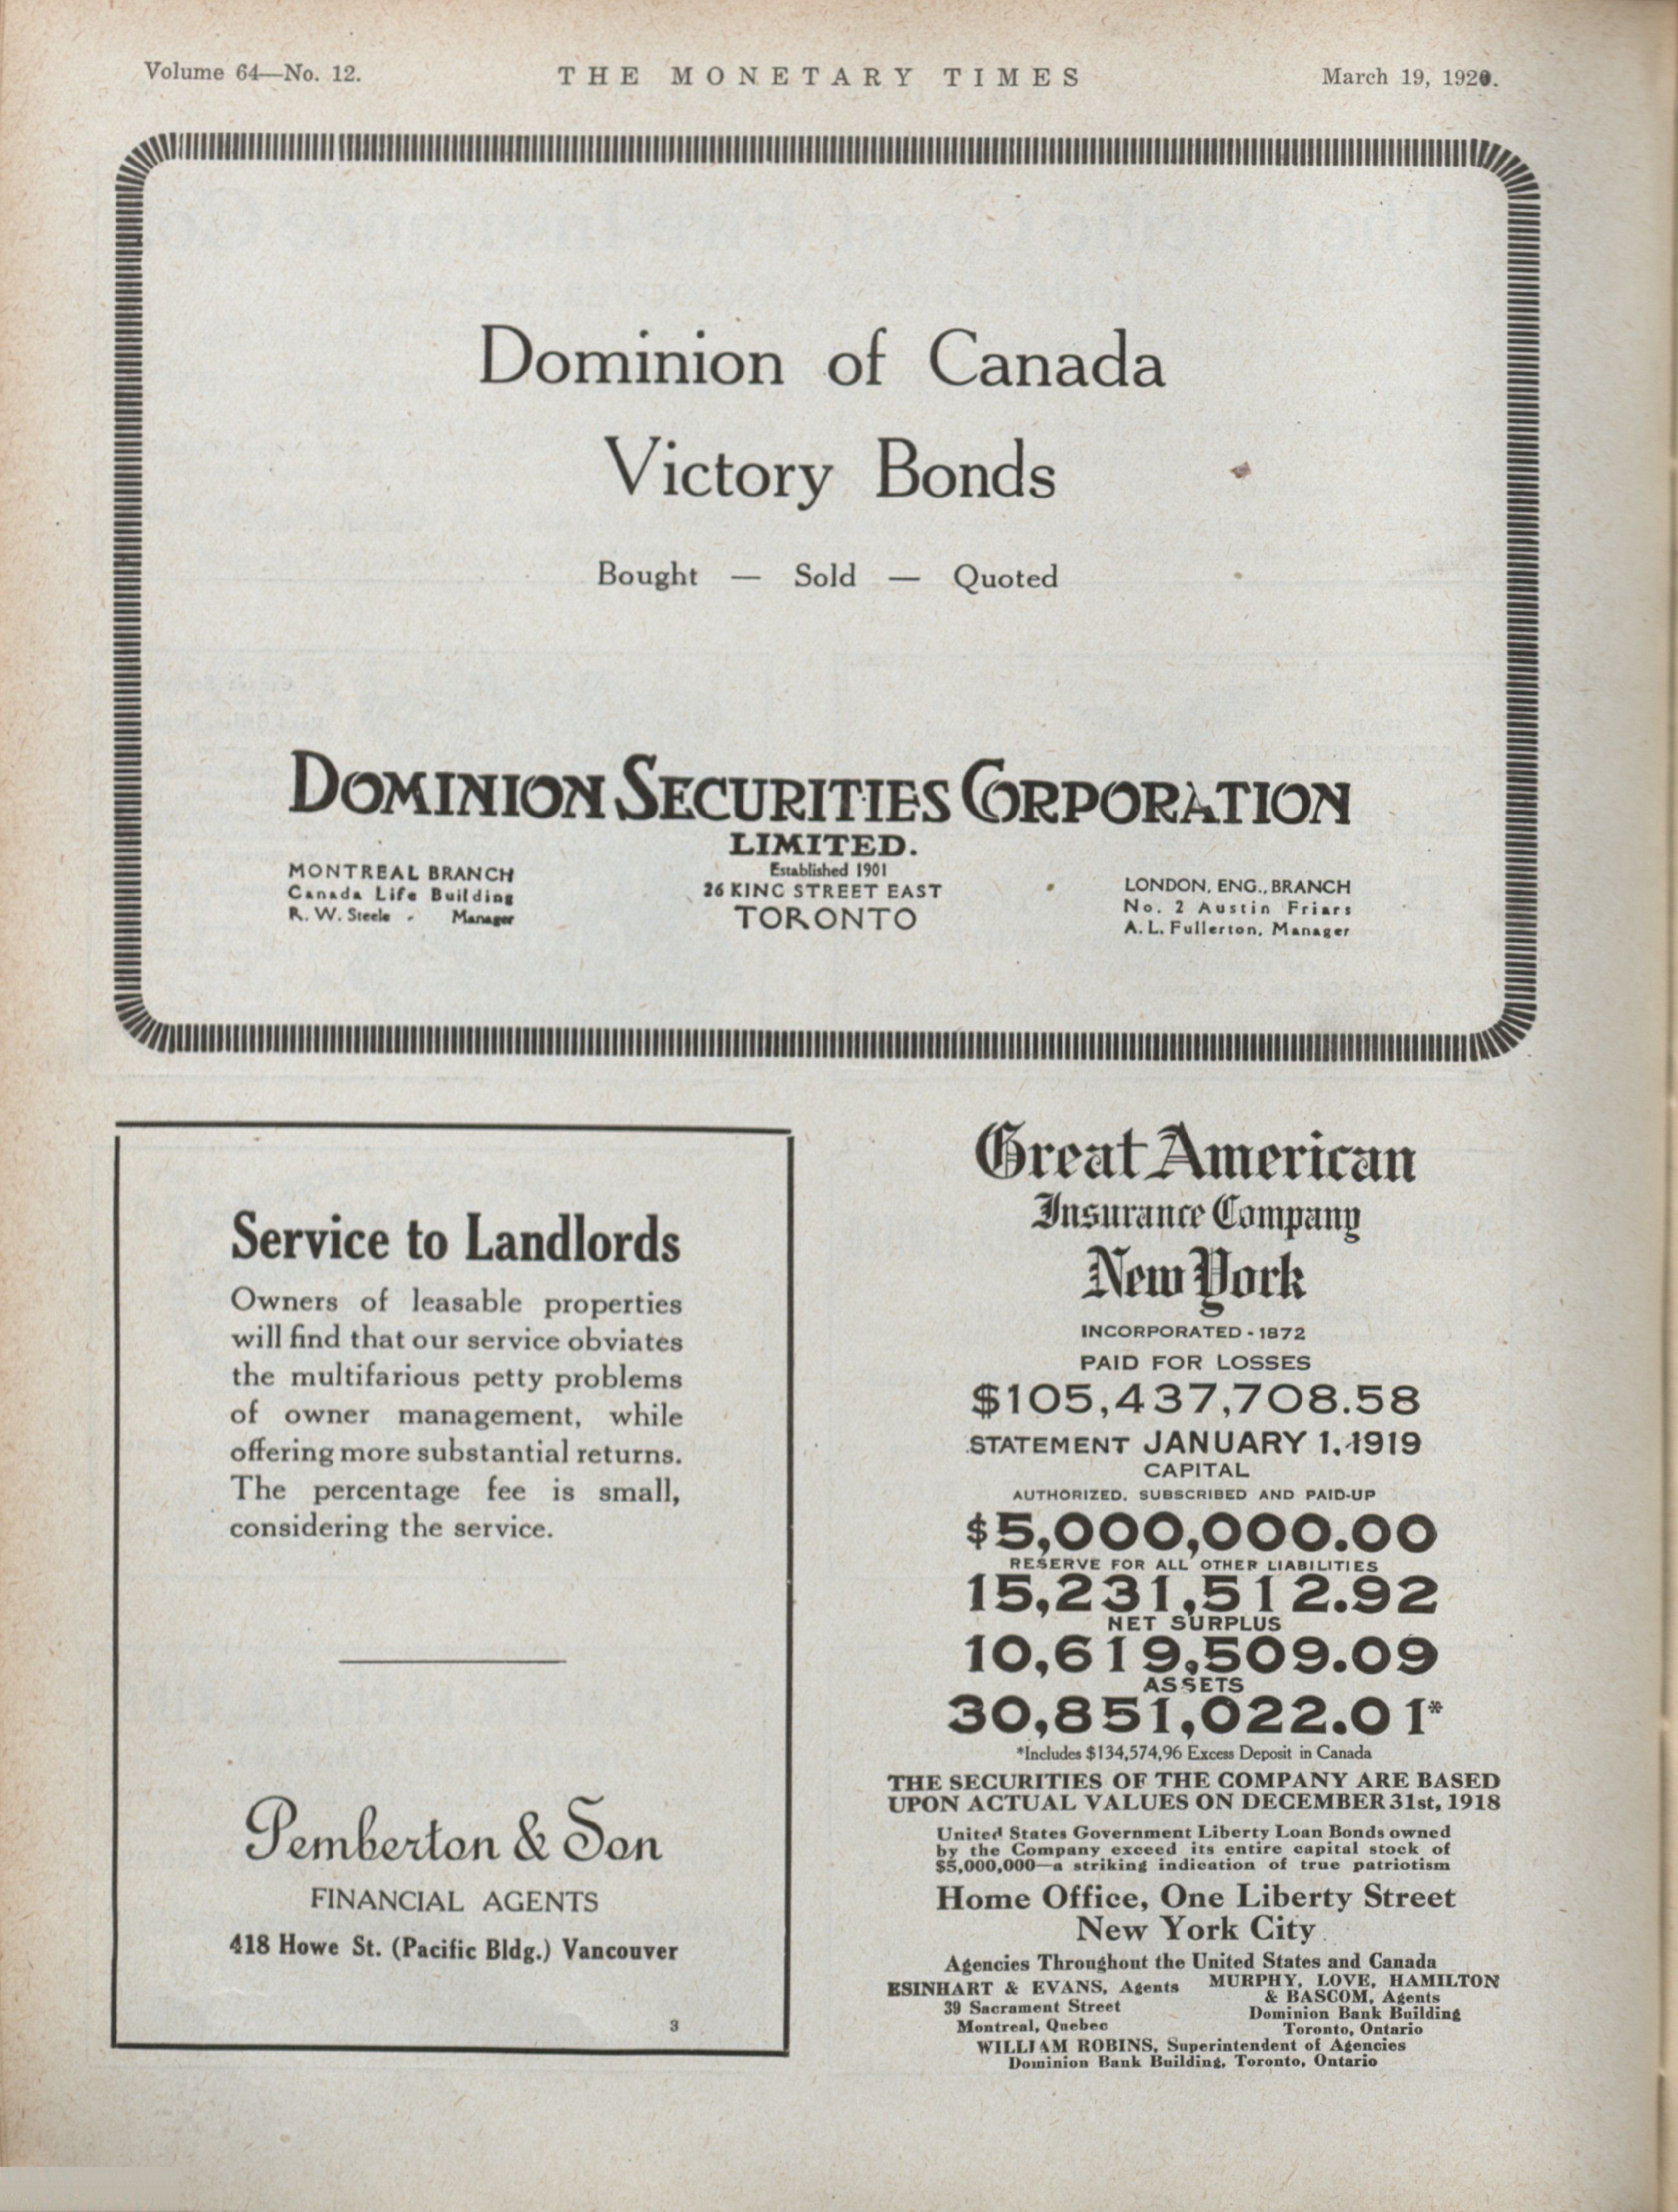 Volume 64—No. 12. THE MONETARY TIMES March 19, 1920.
Dominion of Canada
Victory Bonds
Bought — Sold — Quoted
DOMINION SECURITIES CORPORATION
LIMITED.
Established 1901
26 KING STREET EAST
TORONTO
MONTREAL BRANCH
Canada Life Building
R. W. Steele - Manager
LONDON, ENG., BRANCH
No. 2 Austin Friars
A. L. Fullerton, Manager
Service to Landlords
Owners of leasable properties
will find that our service obviates
the multifarious petty problems
of owner management, while
offering more substantial returns.
The percentage fee is small,
considering the service.
Pemberton & Son
FINANCIAL AGENTS
418 Howe St. (Pacific Bldg.) Vancouver
3
Great American
Insurance Company
New York
INCORPORATED - 1872
PAID FOR LOSSES
$105,437,708.58
STATEMENT JANUARY 1, 1919
CAPITAL
AUTHORIZED, SUBSCRIBED AND PAID-UP
$5,000,000.00
RESERVE FOR ALL OTHER LIABILITIES
15,231,512.92
NET SURPLUS
10,619,509.09
ASSETS
30,851,022.01*
*Includes $134,574,96 Excess Deposit in Canada
THE SECURITIES OF THE COMPANY ARE BASED
UPON ACTUAL VALUES ON DECEMBER 31st, 1918
United States Government Liberty Loan Bonds owned
by the Company exceed its entire capital stock of
$5,000,000—a striking indication of true patriotism
Home Office, One Liberty Street
New York City
Agencies Throughout the United States and Canada
ESINHART & EVANS, Agents
39 Sacrament Street
Montreal, Quebec
MURPHY, LOVE, HAMILTON
& BASCOM, Agents
Dominion Bank Building
Toronto, Ontario
WILLIAM ROBINS, Superintendent of Agencies
Dominion Bank Building, Toronto, Ontario